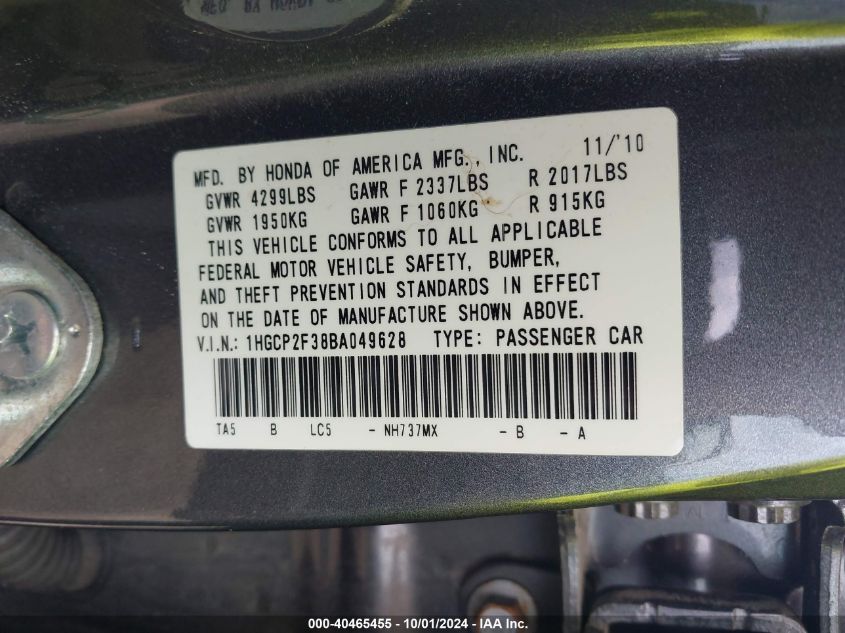 MFD. BY HONDA OF AMERICA MFG., INC. 11/'10
GVWR 4299LBS GAWR F 2337LBS R 2017LBS
GVWR 1950KG GAWR F 1060KG R 915KG
THIS VEHICLE CONFORMS TO ALL APPLICABLE
FEDERAL MOTOR VEHICLE SAFETY, BUMPER,
AND THEFT PREVENTION STANDARDS IN EFFECT
ON THE DATE OF MANUFACTURE SHOWN ABOVE.
V.I.N.: 1HGCP2F38BA049628 TYPE: PASSENGER CAR
TA5 B LC5 - NH737MX - B - A
000-40465455 - 10/01/2024 - IAA Inc.